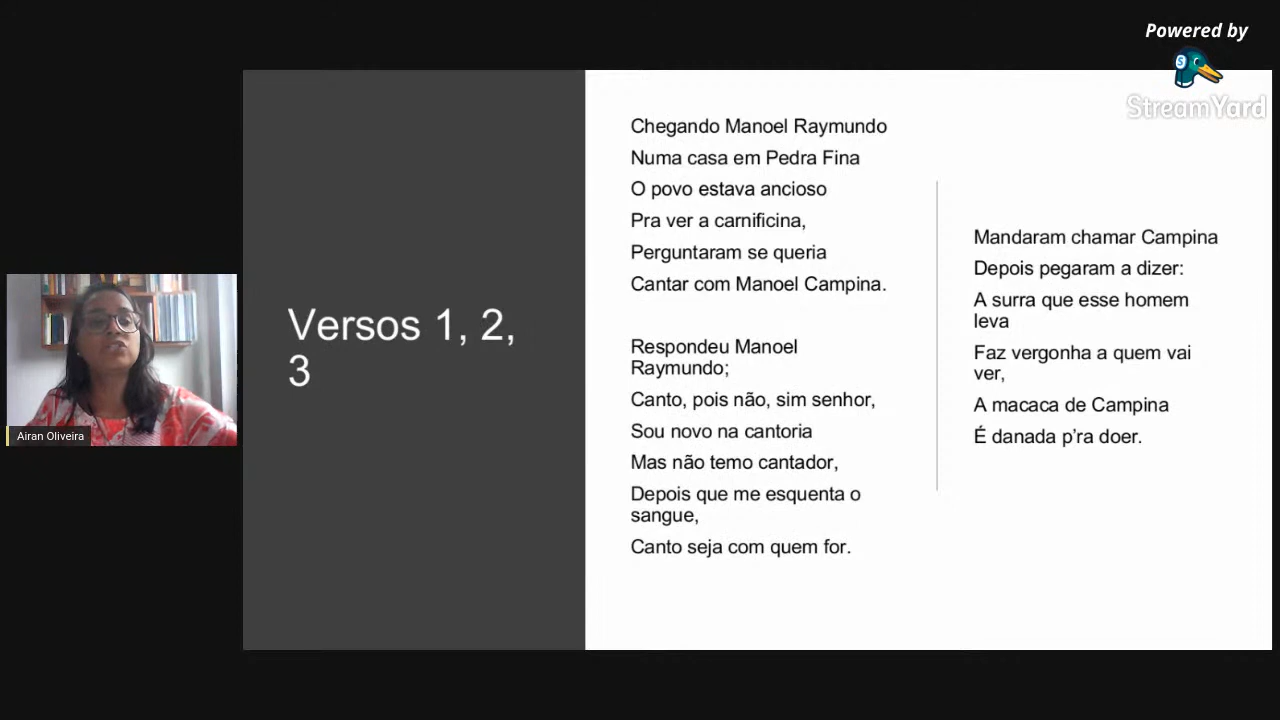 Powered by
StreamYard
Versos 1, 2,
3
Chegando Manoel Raymundo
Numa casa em Pedra Fina
O povo estava ancioso
Pra ver a carnificina,
Perguntaram se queria
Cantar com Manoel Campina.
Respondeu Manoel
Raymundo;
Canto, pois não, sim senhor,
Sou novo na cantoria
Mas não temo cantador,
Depois que me esquenta o
sangue,
Canto seja com quem for.
Mandaram chamar Campina
Depois pegaram a dizer:
A surra que esse homem
leva
Faz vergonha a quem vai
ver,
A macaca de Campina
É danada p’ra doer.
Airan Oliveira